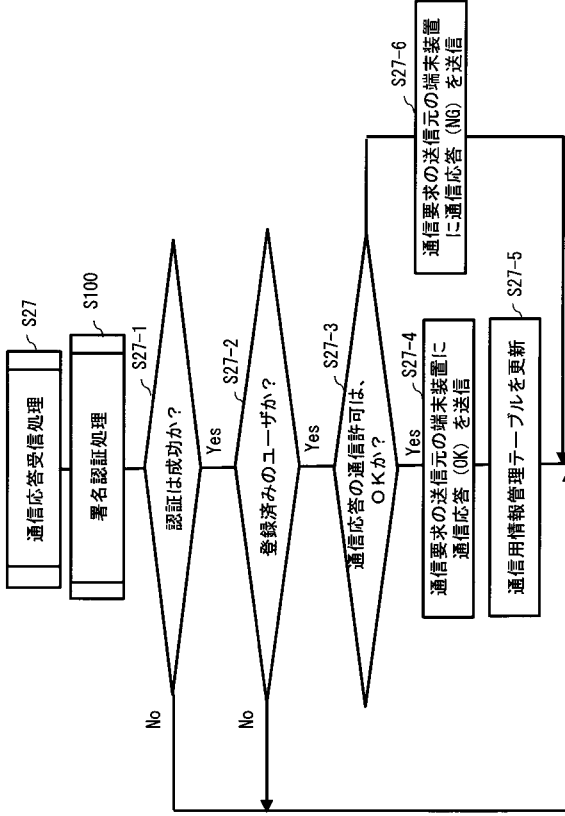 通信応答受信処理
S27
署名認証処理
S100
認証は成功か？
S27-1
No
Yes
登録済みのユーザか？
S27-2
No
Yes
通信応答の通信許可は、
ＯＫか？
S27-3
Yes
通信要求の送信元の端末装置に
通信応答（OK）を送信
S27-4
通信要求の送信元の端末装置
に通信応答（NG）を送信
S27-6
通信用情報管理テーブルを更新
S27-5